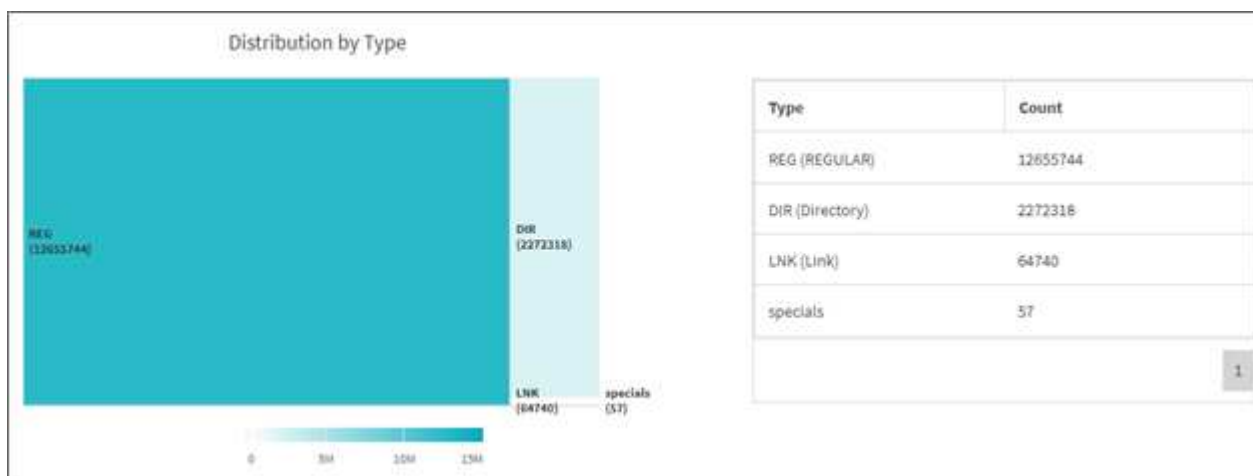 Distribution by Type
REG
(12655744)
DIR
(2272318)
LNK
(64740)
specials
(57)
0 5M 10M 15M
Type Count
REG (REGULAR) 12655744
DIR (Directory) 2272318
LNK (Link) 64740
specials 57
1